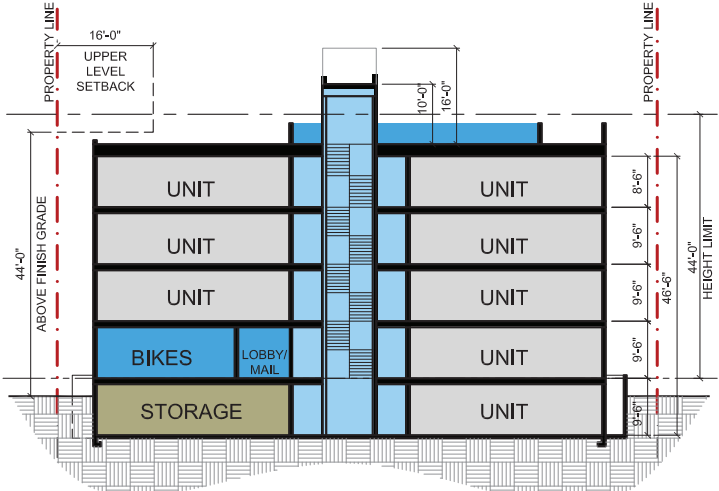 PROPERTY LINE
16'-0"
UPPER
LEVEL
SETBACK
PROPERTY LINE
10'-0"
16'-0"
44'-0"
ABOVE FINISH GRADE
UNIT
UNIT
8'-6"
UNIT
UNIT
9'-6"
UNIT
UNIT
9'-6"
44'-0"
HEIGHT LIMIT
46'-6"
BIKES
LOBBY/
MAIL
UNIT
9'-6"
STORAGE
UNIT
9'-6"